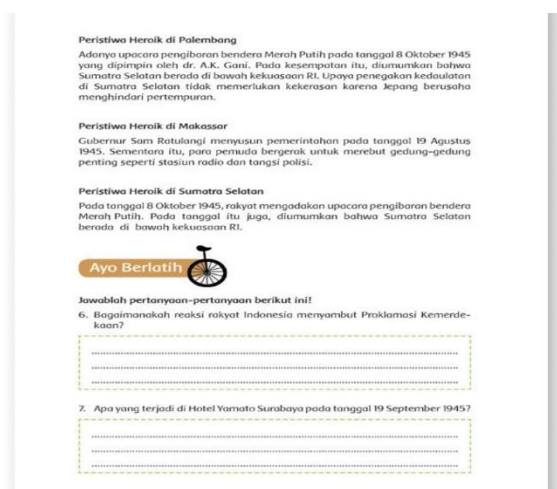 Peristiwa Heroik di Palembang
Adanya upacara pengibaran bendera Merah Putih pada tanggal 8 Oktober 1945
yang dipimpin oleh dr. A.K. Gani. Pada kesempatan itu, diumumkan bahwa
Sumatra Selatan berada di bawah kekuasaan RI. Upaya penegakan kedaulatan
di Sumatra Selatan tidak memerlukan kekerasan karena Jepang berusaha
menghindari pertempuran.
Peristiwa Heroik di Makassar
Gubernur Sam Ratulangi menyusun pemerintahan pada tanggal 19 Agustus
1945. Sementara itu, para pemuda bergerak untuk merebut gedung-gedung
penting seperti stasiun radio dan tangsi polisi.
Peristiwa Heroik di Sumatra Selatan
Pada tanggal 8 Oktober 1945, rakyat mengadakan upacara pengibaran bendera
Merah Putih. Pada tanggal itu juga, diumumkan bahwa Sumatra Selatan
berada di bawah kekuasaan RI.
Ayo Berlatih
Jawablah pertanyaan-pertanyaan berikut ini!
6. Bagaimanakah reaksi rakyat Indonesia menyambut Proklamasi Kemerde-
kaan?
7. Apa yang terjadi di Hotel Yamato Surabaya pada tanggal 19 September 1945?